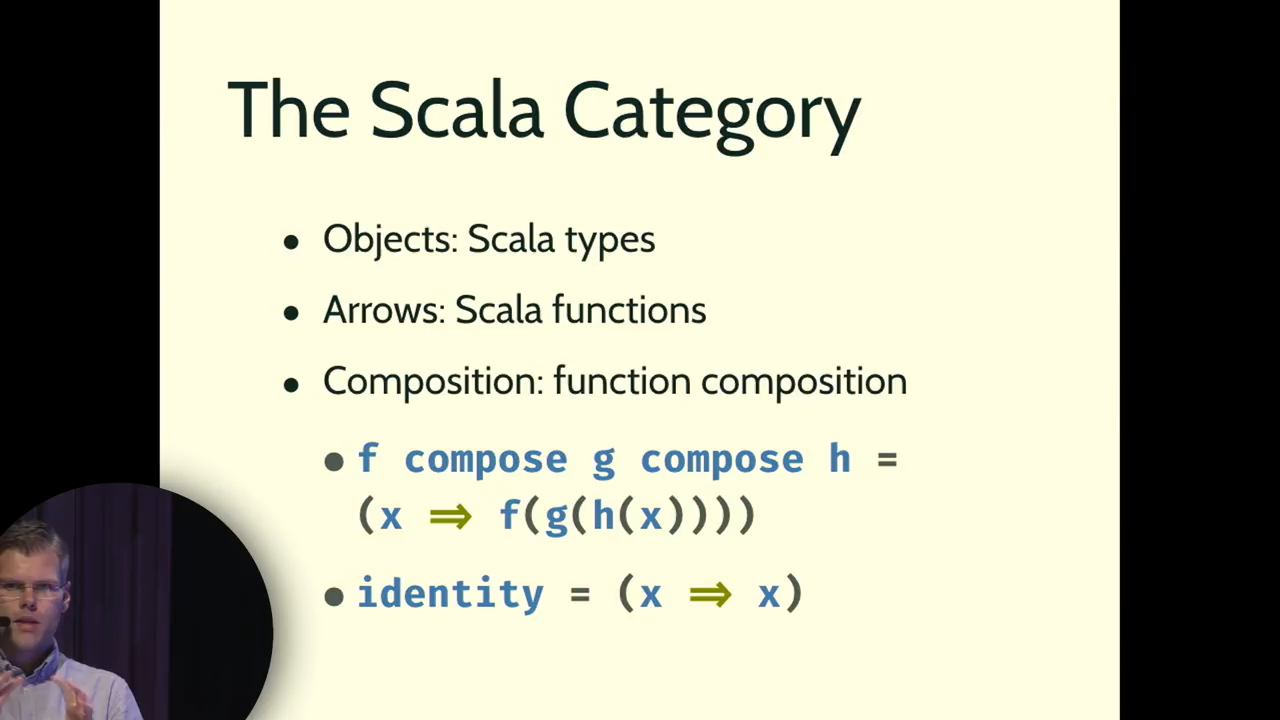 The Scala Category
• Objects: Scala types
• Arrows: Scala functions
• Composition: function composition
• f compose g compose h =
(x ⇒ f(g(h(x))))
• identity = (x ⇒ x)